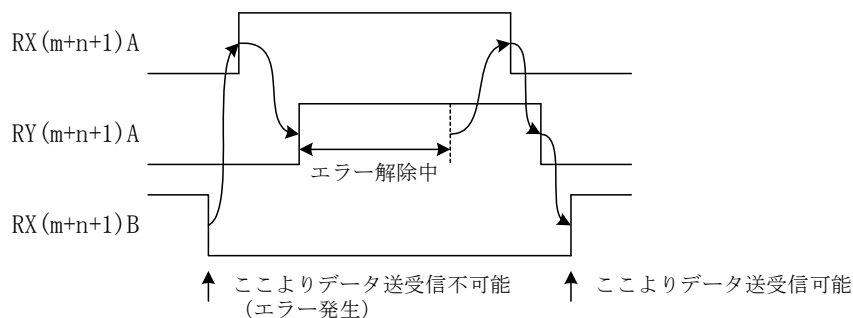 RX(m+n+1)A
RY(m+n+1)A
エラー解除中
RX(m+n+1)B
ここよりデータ送受信不可能
（エラー発生）
ここよりデータ送受信可能